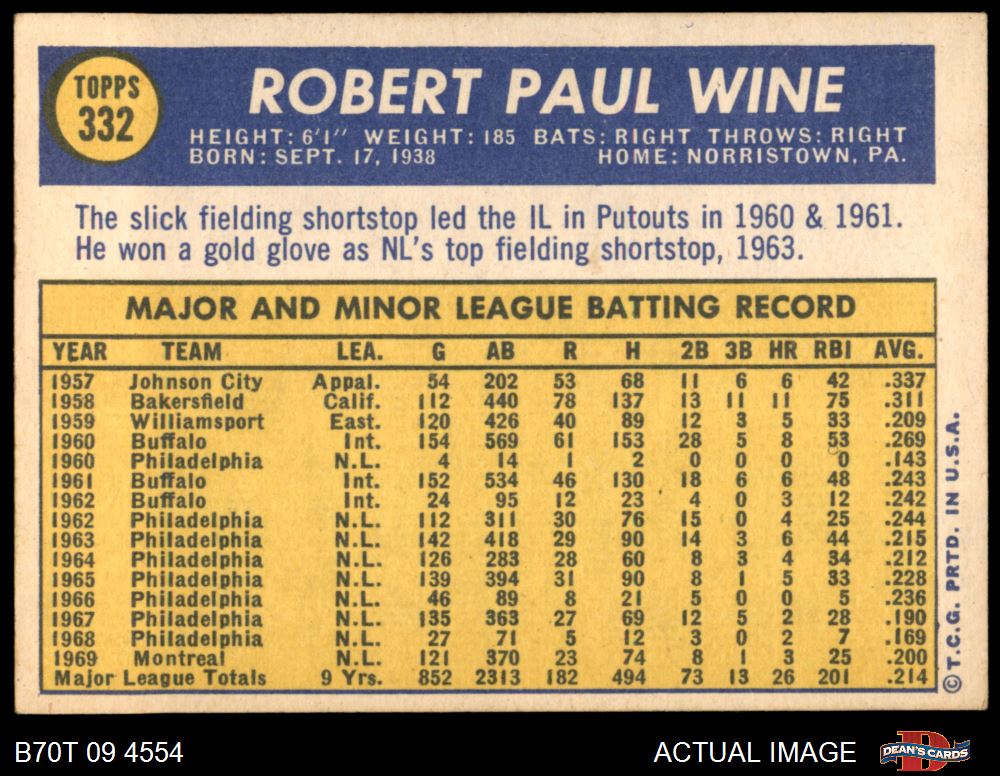 TOPPS
332
ROBERT PAUL WINE
HEIGHT: 6'1" WEIGHT: 185 BATS: RIGHT THROWS: RIGHT
BORN: SEPT. 17, 1938 HOME: NORRISTOWN, PA.
The slick fielding shortstop led the IL in Putouts in 1960 & 1961.
He won a gold glove as NL's top fielding shortstop, 1963.
MAJOR AND MINOR LEAGUE BATTING RECORD
YEAR TEAM LEA. G AB R H 2B 3B HR RBI AVG.
1957 Johnson City Appal. 54 202 53 68 11 6 6 42 .337
1958 Bakersfield Calif. 112 440 78 137 13 11 11 75 .311
1959 Williamsport East. 120 426 40 89 12 3 5 33 .209
1960 Buffalo Int. 154 569 61 153 28 5 8 53 .269
1960 Philadelphia N.L. 4 14 1 2 0 0 0 0 .143
1961 Buffalo Int. 152 534 46 130 18 6 6 48 .243
1962 Buffalo Int. 24 95 12 23 4 0 3 12 .242
1962 Philadelphia N.L. 112 311 30 76 15 0 4 25 .244
1963 Philadelphia N.L. 142 418 29 90 14 3 6 44 .215
1964 Philadelphia N.L. 126 283 28 60 8 3 4 34 .212
1965 Philadelphia N.L. 139 394 31 90 8 1 5 33 .228
1966 Philadelphia N.L. 46 89 8 21 5 0 0 5 .236
1967 Philadelphia N.L. 135 363 27 69 12 5 2 28 .190
1968 Philadelphia N.L. 27 71 5 12 3 0 2 7 .169
1969 Montreal N.L. 121 370 23 74 8 1 3 25 .200
Major League Totals 9 Yrs. 852 2313 182 494 73 13 26 201 .214
© T.C.G. PRTD. IN U.S.A.
B70T 09 4554
ACTUAL IMAGE
D
DEAN'S CARDS